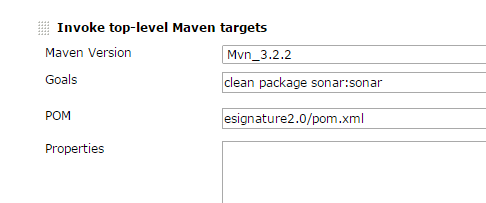 Invoke top-level Maven targets
Maven Version Mvn_3.2.2
Goals clean package sonar:sonar
POM esignature2.0/pom.xml
Properties